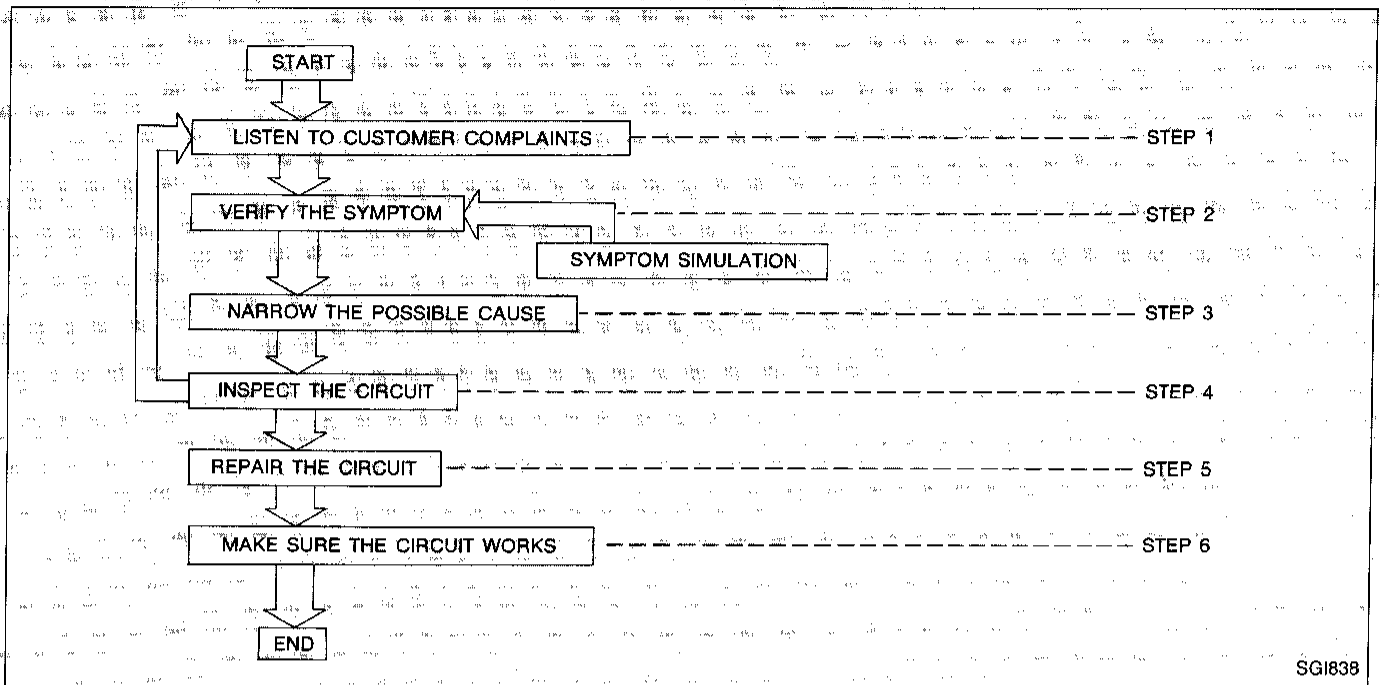 START
LISTEN TO CUSTOMER COMPLAINTS STEP 1
VERIFY THE SYMPTOM STEP 2
SYMPTOM SIMULATION
NARROW THE POSSIBLE CAUSE STEP 3
INSPECT THE CIRCUIT STEP 4
REPAIR THE CIRCUIT STEP 5
MAKE SURE THE CIRCUIT WORKS STEP 6
END
SGI838